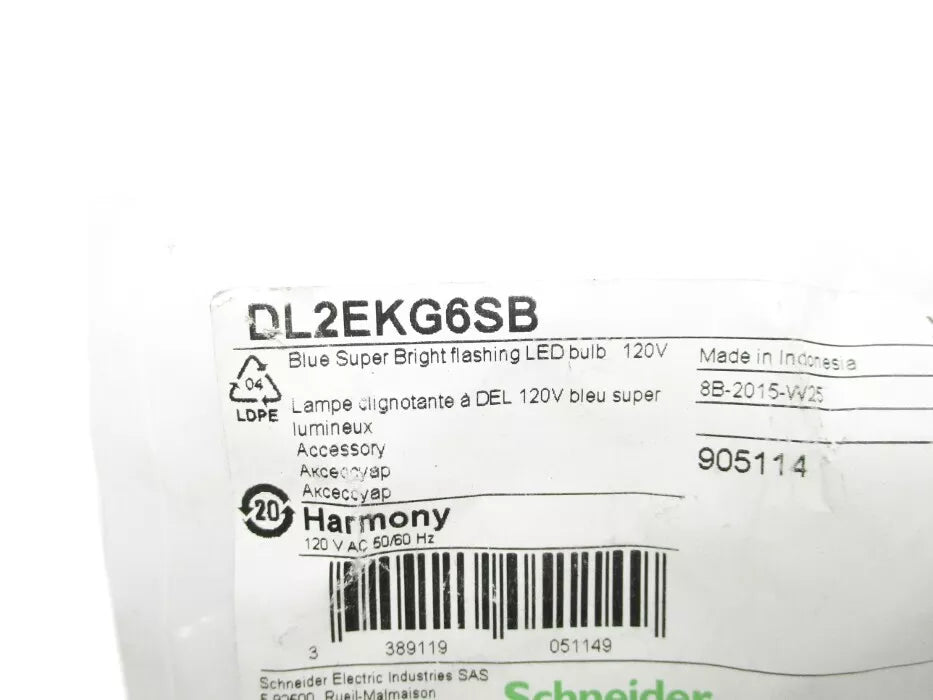 DL2EKG6SB
Blue Super Bright flashing LED bulb 120V
Made in Indonesia
04
LDPE
8B-2015-W25
Lampe clignotante à DEL 120V bleu super
lumineux
Accessory
905114
Аксессуар
Аксессуар
20
Harmony
120 V AC 50/60 Hz
3 389119 051149
Schneider Electric Industries SAS
Rueil-Malmaison
Schneider